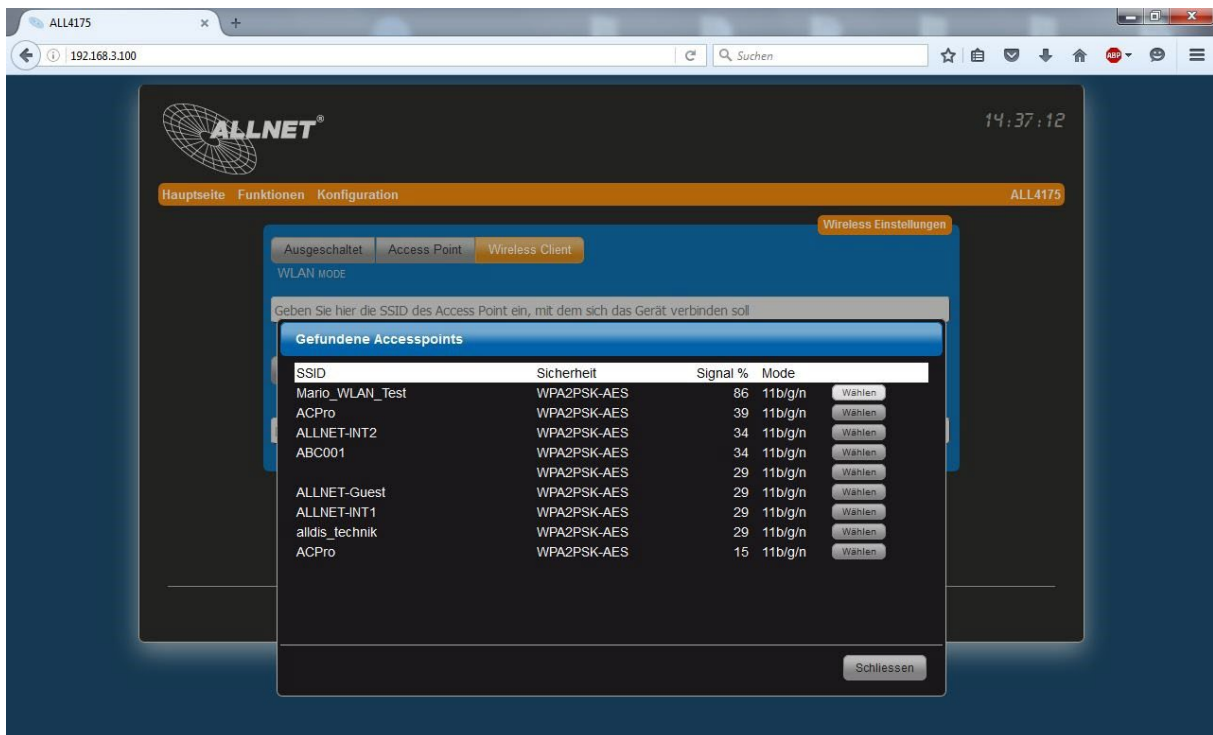 ALL4175
192.168.3.100
Suchen
ABP
ALLNET®
14:37:12
Hauptseite Funktionen Konfiguration ALL4175
Wireless Einstellungen
Ausgeschaltet Access Point Wireless Client
WLAN MODE
Geben Sie hier die SSID des Access Point ein, mit dem sich das Gerät verbinden soll
Gefundene Accesspoints
SSID Sicherheit Signal % Mode
Mario_WLAN_Test WPA2PSK-AES 86 11b/g/n Wählen
ACPro WPA2PSK-AES 39 11b/g/n Wählen
ALLNET-INT2 WPA2PSK-AES 34 11b/g/n Wählen
ABC001 WPA2PSK-AES 34 11b/g/n Wählen
WPA2PSK-AES 29 11b/g/n Wählen
ALLNET-Guest WPA2PSK-AES 29 11b/g/n Wählen
ALLNET-INT1 WPA2PSK-AES 29 11b/g/n Wählen
alldis_technik WPA2PSK-AES 29 11b/g/n Wählen
ACPro WPA2PSK-AES 15 11b/g/n Wählen
Schliessen